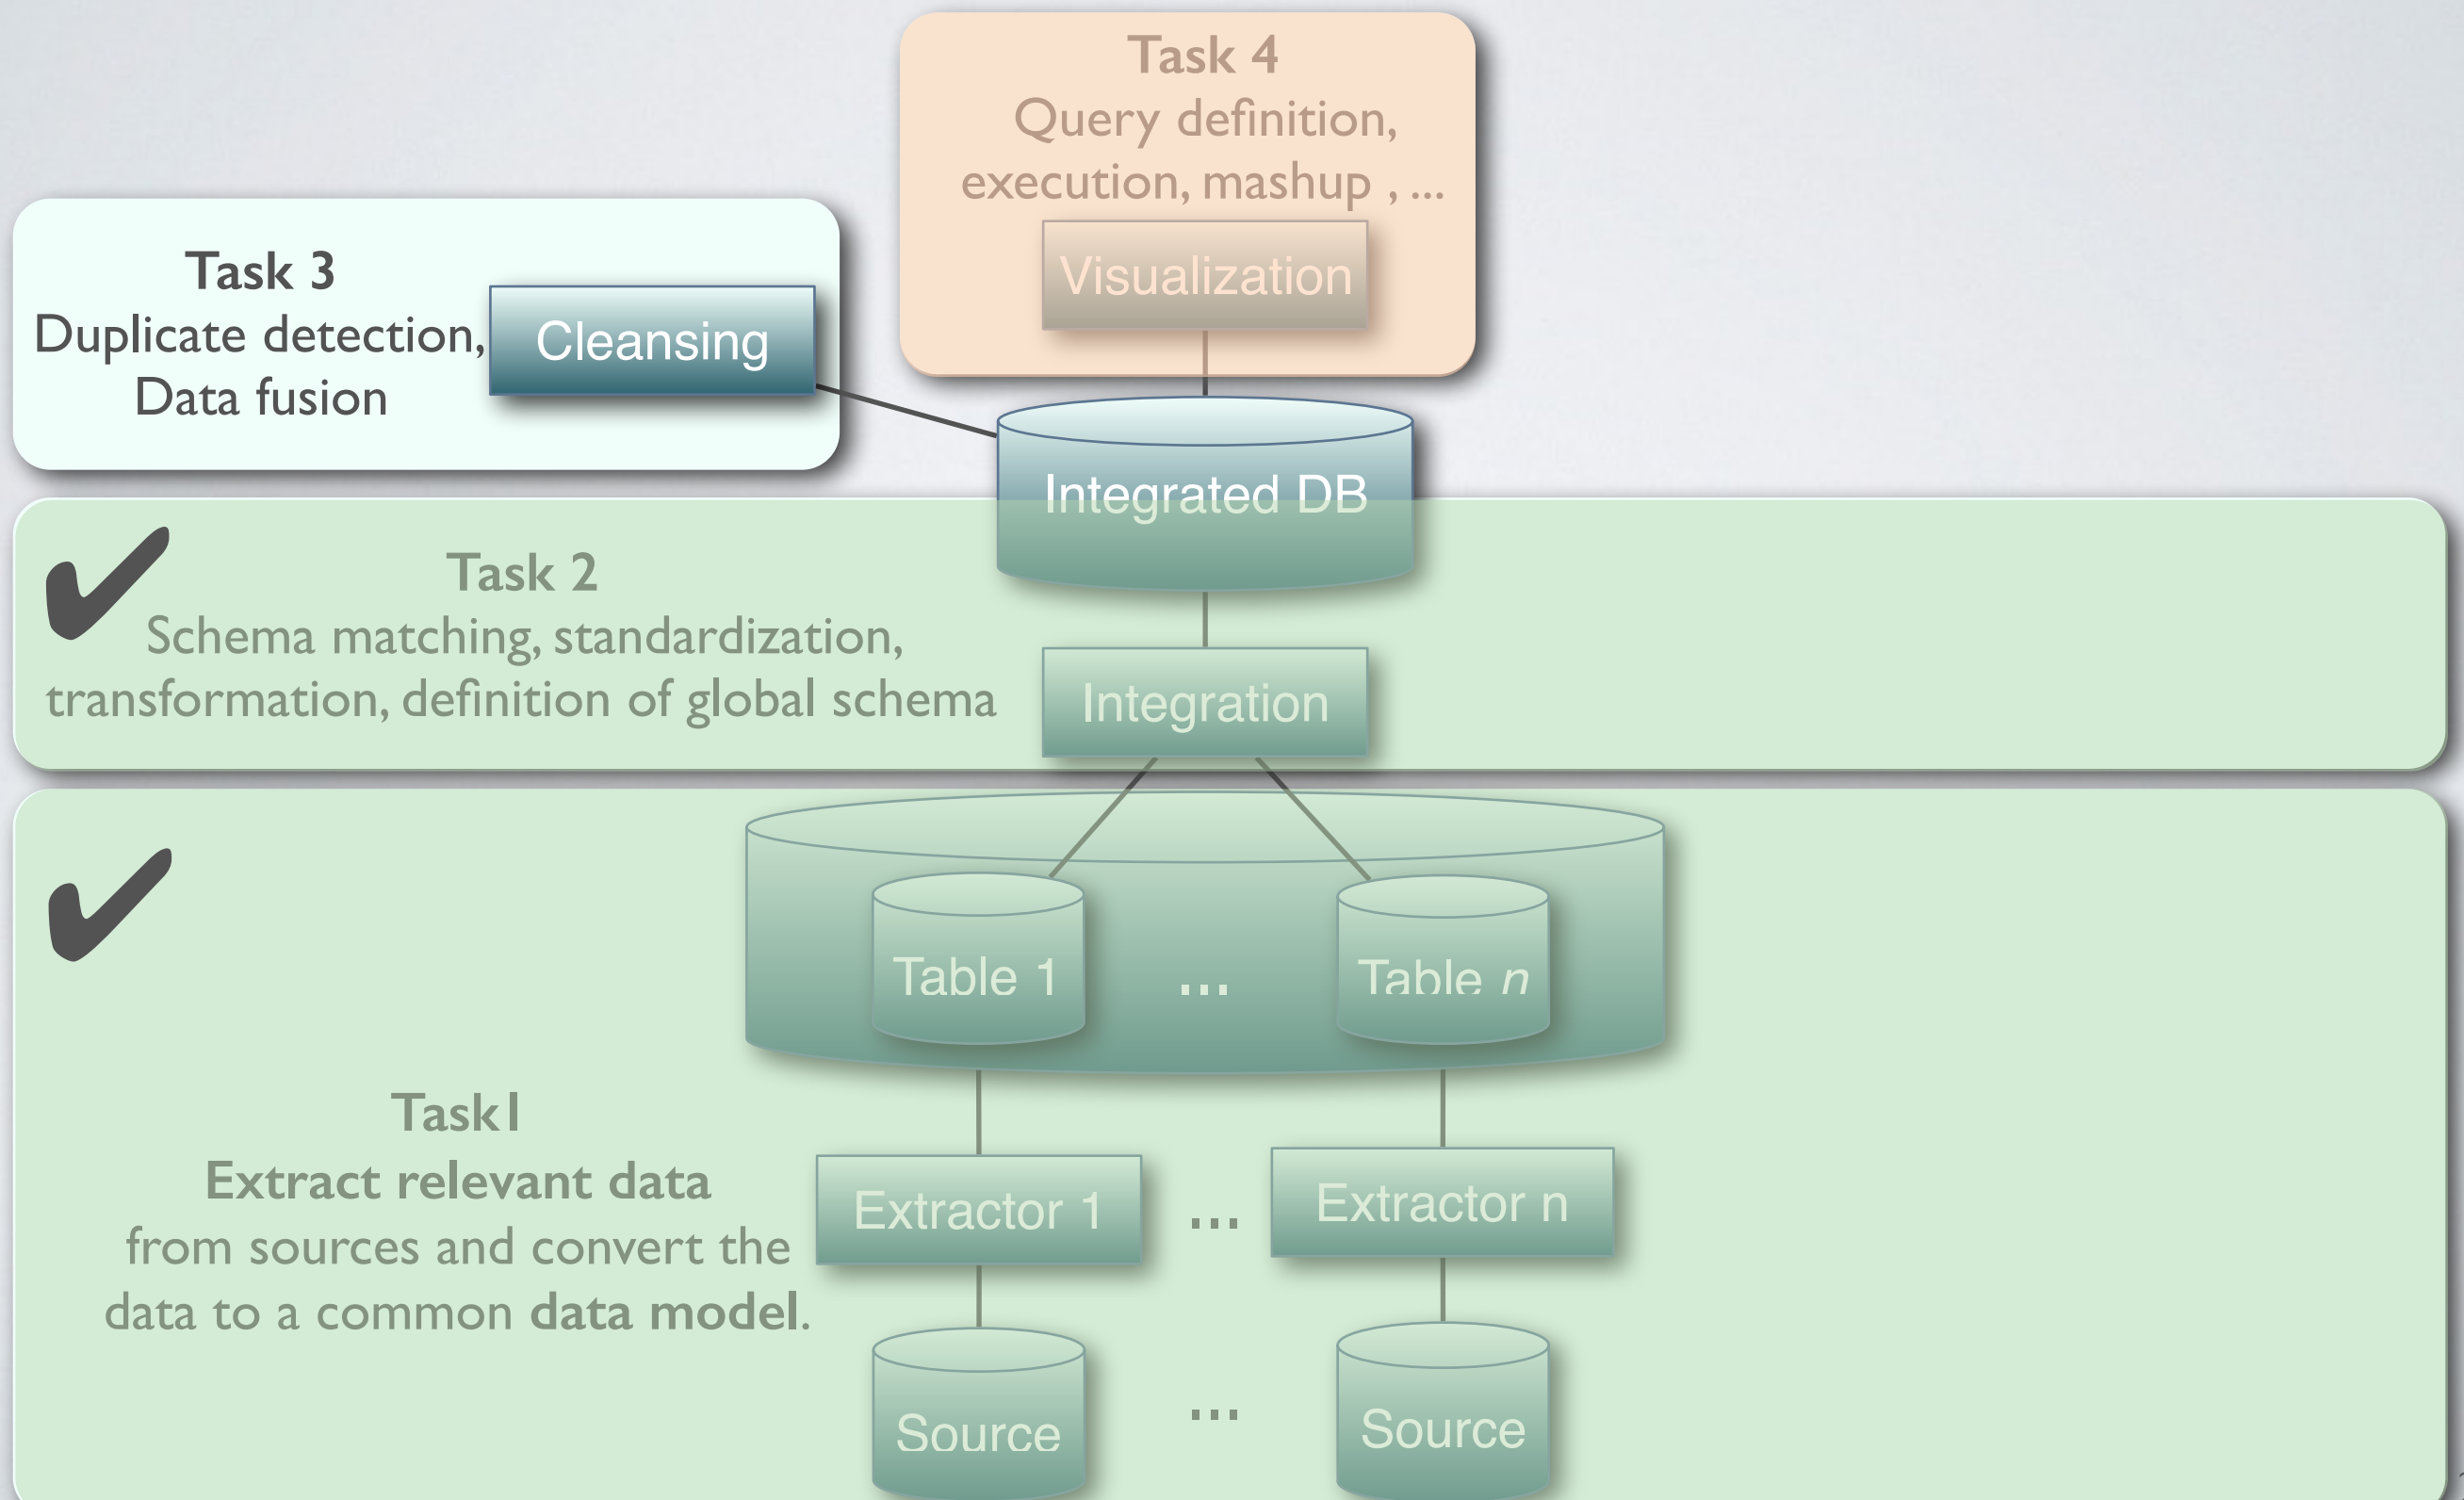 Task 4
Query definition,
execution, mashup , ...
Visualization
Task 3
Duplicate detection,
Data fusion
Cleansing
Integrated DB
Task 2
Schema matching, standardization,
transformation, definition of global schema
Integration
Table 1
...
Table n
Task1
Extract relevant data
from sources and convert the
data to a common data model.
Extractor 1
...
Extractor n
Source
...
Source